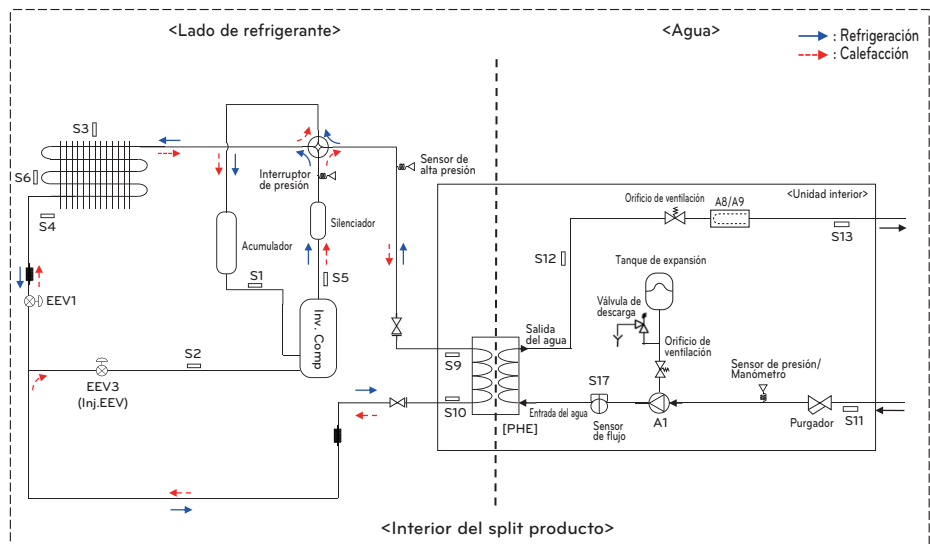 <Lado de refrigerante>
<Agua>
: Refrigeración
: Calefacción
S3
S6
S4
Interruptor
de presión
Sensor de
alta presión
Silenciador
Acumulador
S1
S5
EEV1
Inv. Comp
S2
EEV3
(Inj.EEV)
<Unidad interior>
Orificio de ventilación
A8/A9
S13
S12
Tanque de expansión
Válvula de
descarga
Salida
del agua
Orificio de
ventilación
Sensor de presión/
Manómetro
S9
S10
S17
Entrada del agua
[PHE]
Sensor
de flujo
A1
Purgador
S11
<Interior del split producto>